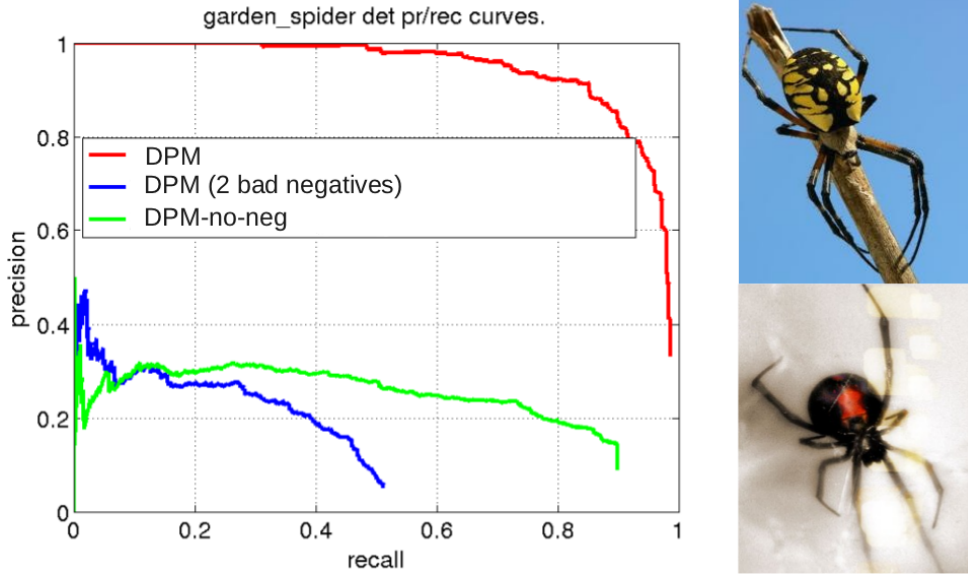 garden_spider det pr/rec curves.
1
0.8
0.6
0.4
0.2
0
precision
DPM
DPM (2 bad negatives)
DPM-no-neg
0 0.2 0.4 0.6 0.8 1
recall